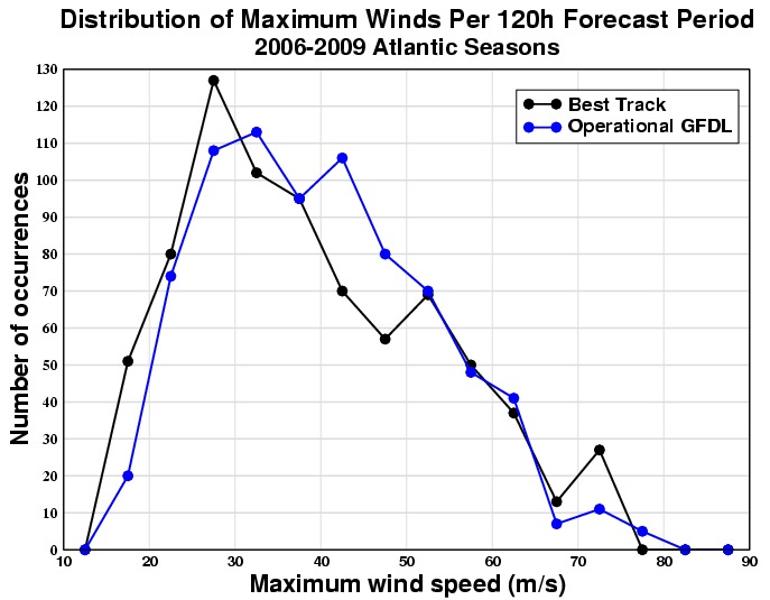 Distribution of Maximum Winds Per 120h Forecast Period
2006-2009 Atlantic Seasons
130
120
110
100
90
80
70
60
50
40
30
20
10
0
Number of occurrences
Best Track
Operational GFDL
10 20 30 40 50 60 70 80 90
Maximum wind speed (m/s)